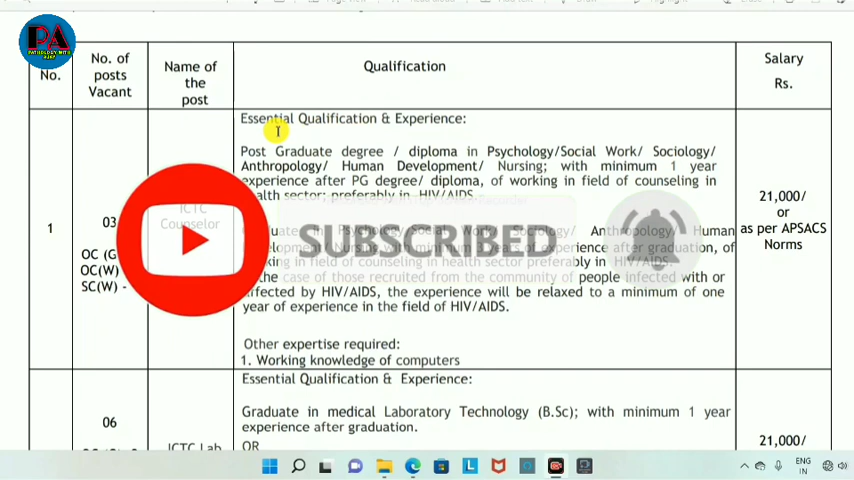 PA
PATHOLOGY WITH
No.
No. of
posts
Vacant
Name of
the
post
Qualification
Salary
Rs.
1
03
OC (G
OC(W)
SC(W) -
ICTC
Counselor
Essential Qualification & Experience:
Post Graduate degree / diploma in Psychology/Social Work/ Sociology/
Anthropology/ Human Development/ Nursing; with minimum 1 year
experience after PG degree/ diploma, of working in field of counseling in
health sector; preferably in HIV/AIDS.
Anthropology/ Human
experience after graduation, of
in field of counseling in health sector preferably in HIV/AIDS.
the case of those recruited from the community of people infected with or
affected by HIV/AIDS, the experience will be relaxed to a minimum of one
year of experience in the field of HIV/AIDS.
Other expertise required:
1. Working knowledge of computers
21,000/
or
as per APSACS
Norms
SUBSCRIBED
06
ICTC Lab
Essential Qualification & Experience:
Graduate in medical Laboratory Technology (B.Sc); with minimum 1 year
experience after graduation.
OR
21,000/
ENG
IN